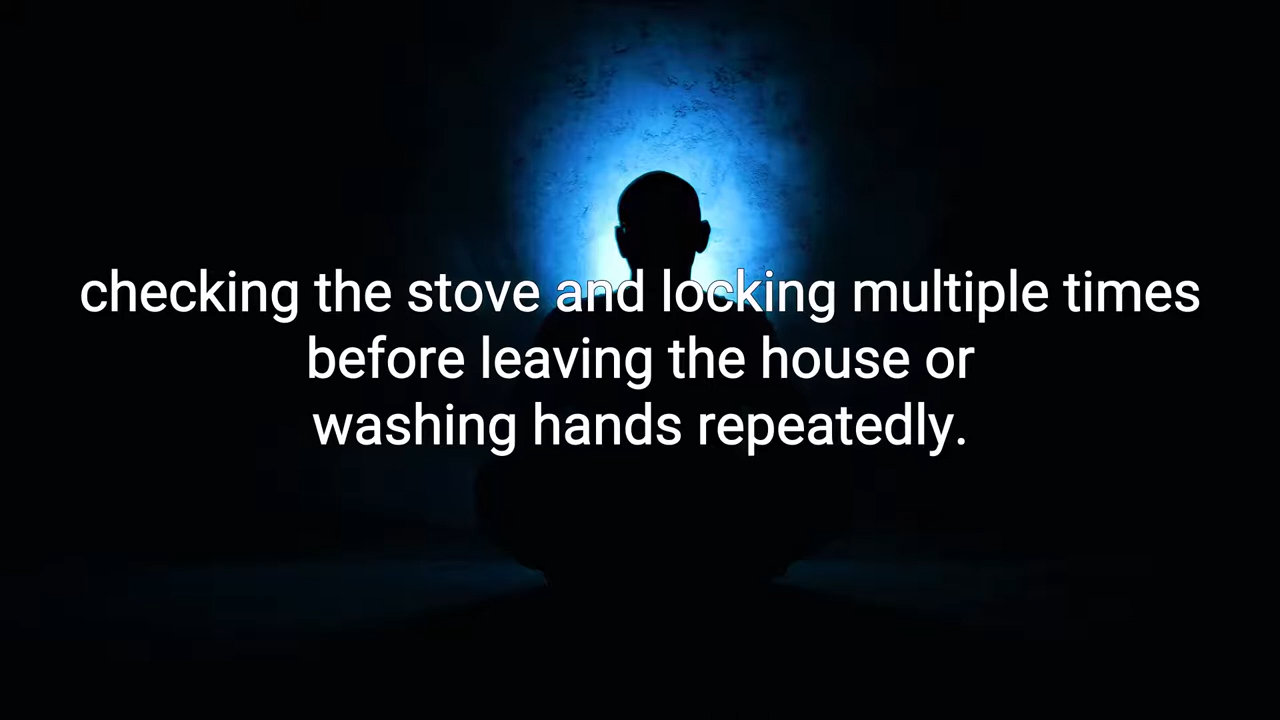 checking the stove and locking multiple times
before leaving the house or
washing hands repeatedly.